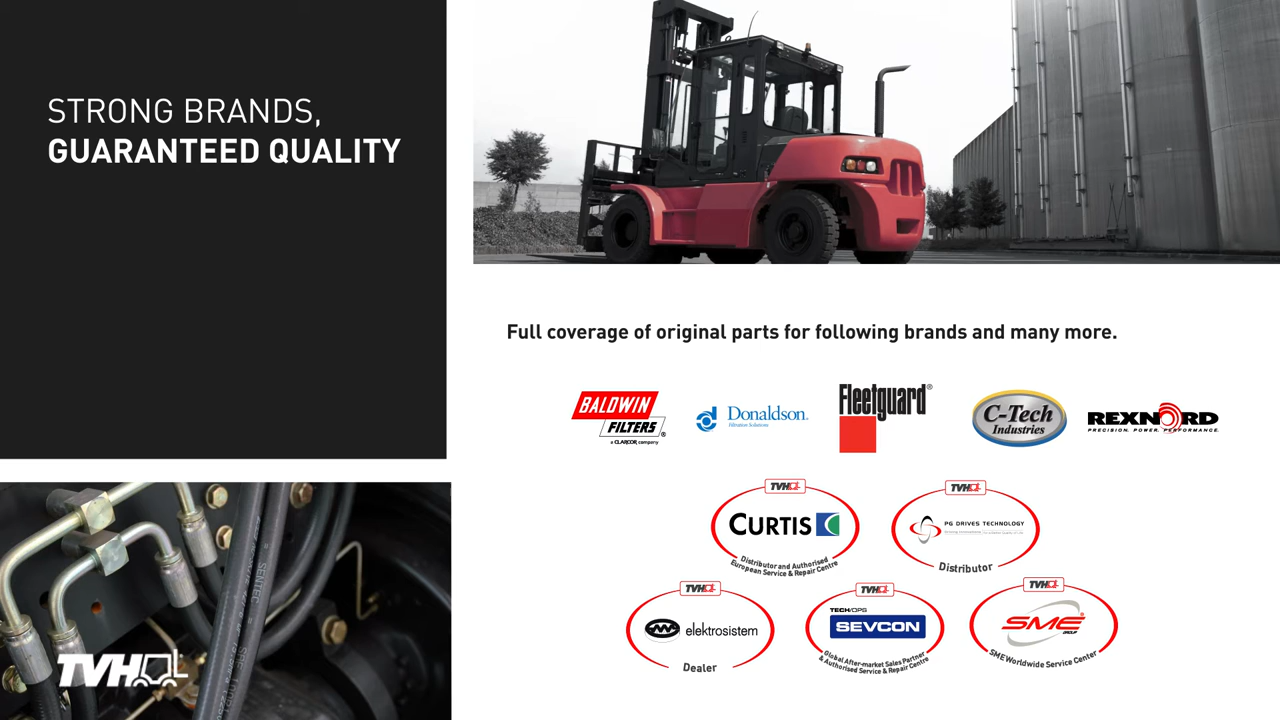 STRONG BRANDS,
GUARANTEED QUALITY
Full coverage of original parts for following brands and many more.
BALDWIN
FILTERS®
a CLARCOR company
Donaldson.
Filtration Solutions
Fleetguard®
C-Tech
Industries
REXNORD
PRECISION. POWER. PERFORMANCE.
TVH
CURTIS
Distributor and Authorised
European Service & Repair Centre
TVH
PG DRIVES TECHNOLOGY
Distributor
TVH
elektrosistem
Dealer
TVH
TECH/OPS
SEVCON
Global After-market Sales Partner
& Authorised Service & Repair Centre
TVH
SME
GROUP
SME Worldwide Service Center
SENTEC
TVH